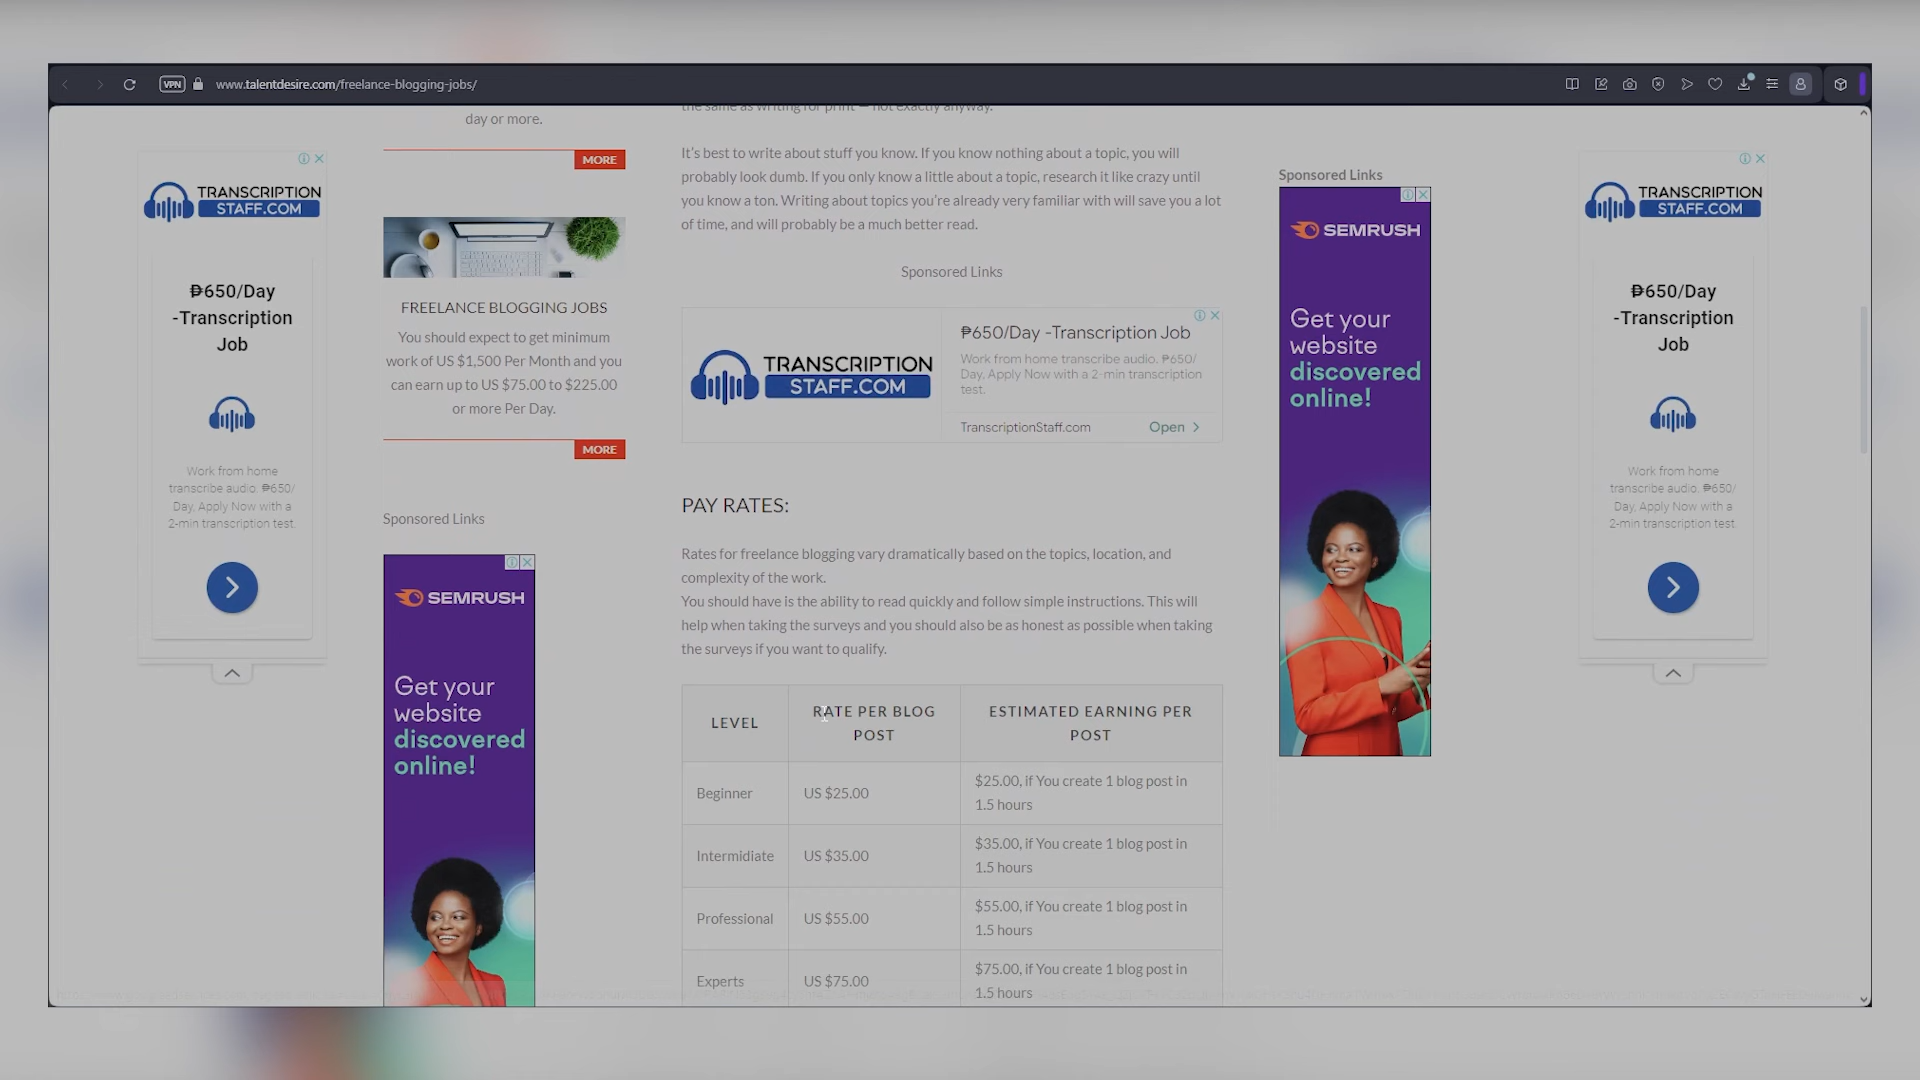 VPN
www.talentdesire.com/freelance-blogging-jobs/
TRANSCRIPTION
STAFF.COM
₱650/Day
-Transcription
Job
Work from home
transcribe audio. ₱650/
Day, Apply Now with a
2-min transcription test.
day or more.
MORE
FREELANCE BLOGGING JOBS
You should expect to get minimum
work of US $1,500 Per Month and you
can earn up to US $75.00 to $225.00
or more Per Day.
MORE
Sponsored Links
SEMRUSH
Get your
website
discovered
online!
the same as writing for print — not exactly anyway.
It’s best to write about stuff you know. If you know nothing about a topic, you will
probably look dumb. If you only know a little about a topic, research it like crazy until
you know a ton. Writing about topics you’re already very familiar with will save you a lot
of time, and will probably be a much better read.
Sponsored Links
TRANSCRIPTION
STAFF.COM
₱650/Day -Transcription Job
Work from home transcribe audio. ₱650/
Day, Apply Now with a 2-min transcription
test.
TranscriptionStaff.com Open
PAY RATES:
Rates for freelance blogging vary dramatically based on the topics, location, and
complexity of the work.
You should have is the ability to read quickly and follow simple instructions. This will
help when taking the surveys and you should also be as honest as possible when taking
the surveys if you want to qualify.
LEVEL
RATE PER BLOG
POST
ESTIMATED EARNING PER
POST
Beginner
US $25.00
$25.00, if You create 1 blog post in
1.5 hours
Intermidiate
US $35.00
$35.00, if You create 1 blog post in
1.5 hours
Professional
US $55.00
$55.00, if You create 1 blog post in
1.5 hours
Experts
US $75.00
$75.00, if You create 1 blog post in
1.5 hours
Sponsored Links
SEMRUSH
Get your
website
discovered
online!
TRANSCRIPTION
STAFF.COM
₱650/Day
-Transcription
Job
Work from home
transcribe audio. ₱650/
Day, Apply Now with a
2-min transcription test.